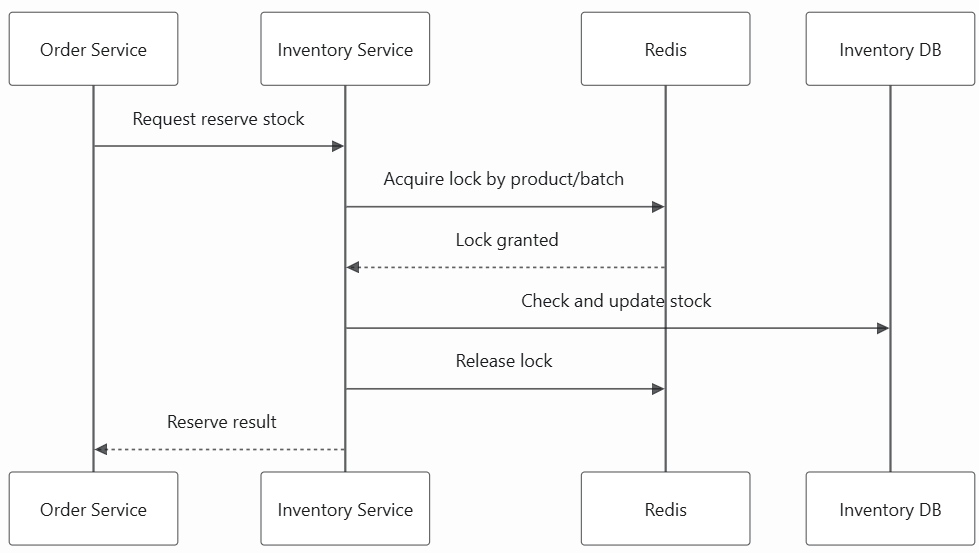 Order Service
Inventory Service
Redis
Inventory DB
Request reserve stock
Acquire lock by product/batch
Lock granted
Check and update stock
Release lock
Reserve result
Order Service
Inventory Service
Redis
Inventory DB